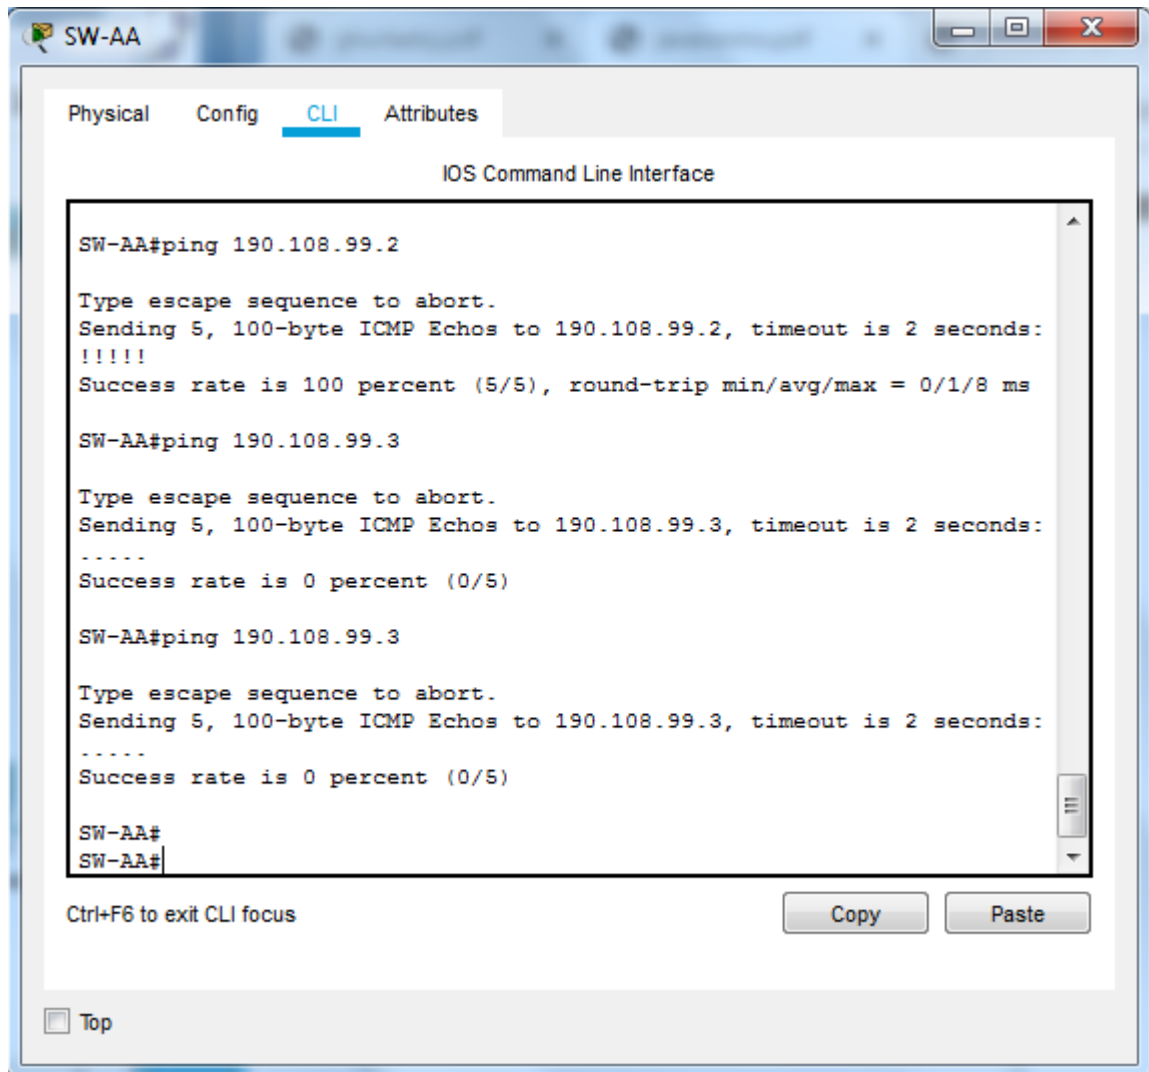 SW-AA
Physical Config CLI Attributes
IOS Command Line Interface
SW-AA#ping 190.108.99.2
Type escape sequence to abort.
Sending 5, 100-byte ICMP Echos to 190.108.99.2, timeout is 2 seconds:
!!!!!
Success rate is 100 percent (5/5), round-trip min/avg/max = 0/1/8 ms
SW-AA#ping 190.108.99.3
Type escape sequence to abort.
Sending 5, 100-byte ICMP Echos to 190.108.99.3, timeout is 2 seconds:
.....
Success rate is 0 percent (0/5)
SW-AA#ping 190.108.99.3
Type escape sequence to abort.
Sending 5, 100-byte ICMP Echos to 190.108.99.3, timeout is 2 seconds:
.....
Success rate is 0 percent (0/5)
SW-AA#
SW-AA#
Ctrl+F6 to exit CLI focus
Copy Paste
Top